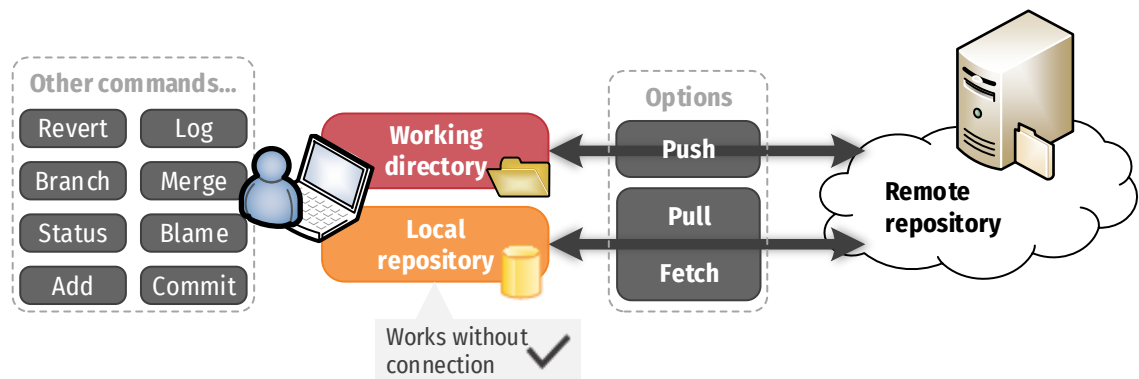 Other commands...
Revert
Log
Branch
Merge
Status
Blame
Add
Commit
Working
directory
Local
repository
Works without
connection
Options
Push
Pull
Fetch
Remote
repository